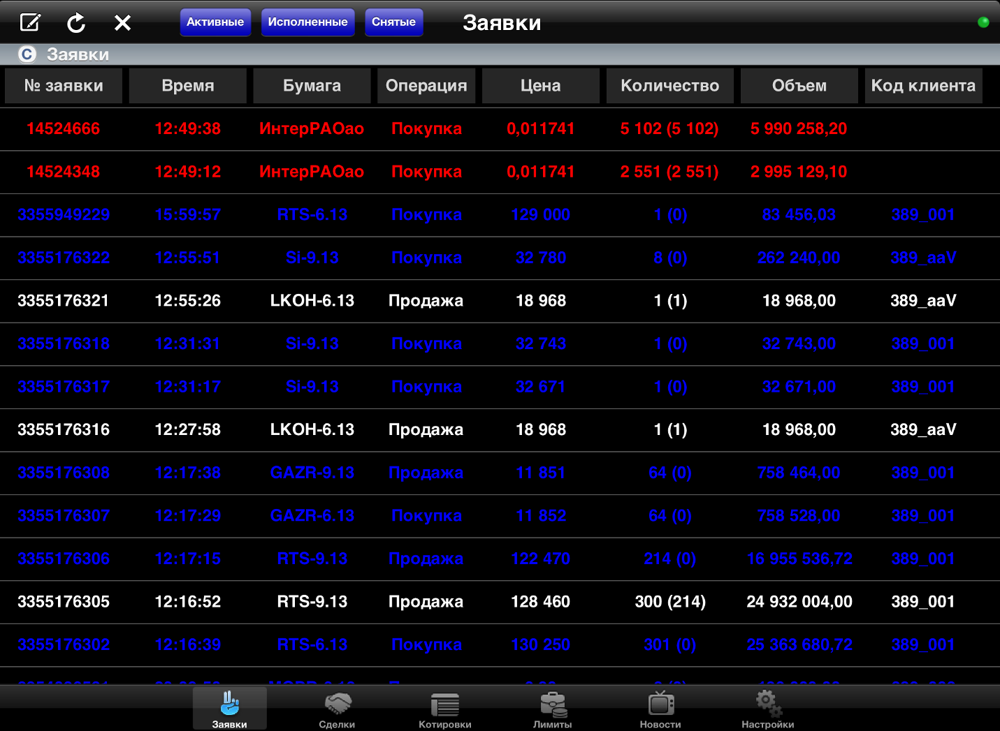 Активные Исполненные Снятые Заявки
C Заявки
№ заявки Время Бумага Операция Цена Количество Объем Код клиента
14524666 12:49:38 ИнтерРАОао Покупка 0,011741 5 102 (5 102) 5 990 258,20
14524348 12:49:12 ИнтерРАОао Покупка 0,011741 2 551 (2 551) 2 995 129,10
3355949229 15:59:57 RTS-6.13 Покупка 129 000 1 (0) 83 456,03 389_001
3355176322 12:55:51 Si-9.13 Покупка 32 780 8 (0) 262 240,00 389_aaV
3355176321 12:55:26 LKOH-6.13 Продажа 18 968 1 (1) 18 968,00 389_aaV
3355176318 12:31:31 Si-9.13 Покупка 32 743 1 (0) 32 743,00 389_001
3355176317 12:31:17 Si-9.13 Покупка 32 671 1 (0) 32 671,00 389_001
3355176316 12:27:58 LKOH-6.13 Продажа 18 968 1 (1) 18 968,00 389_aaV
3355176308 12:17:38 GAZR-9.13 Продажа 11 851 64 (0) 758 464,00 389_001
3355176307 12:17:29 GAZR-6.13 Покупка 11 852 64 (0) 758 528,00 389_001
3355176306 12:17:15 RTS-9.13 Продажа 122 470 214 (0) 16 955 536,72 389_001
3355176305 12:16:52 RTS-9.13 Продажа 128 460 300 (214) 24 932 004,00 389_001
3355176302 12:16:39 RTS-6.13 Покупка 130 250 301 (0) 25 363 680,72 389_001
Заявки Сделки Котировки Лимиты Новости Настройки